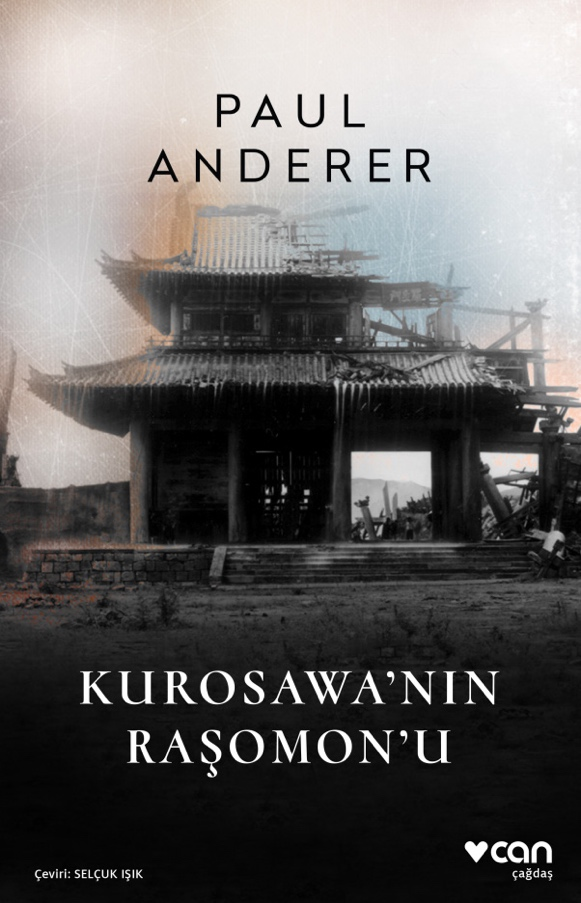 PAUL
ANDERER
KUROSAWA’NIN
RAŞOMON’U
Çeviri: SELÇUK IŞIK
can
çağdaş